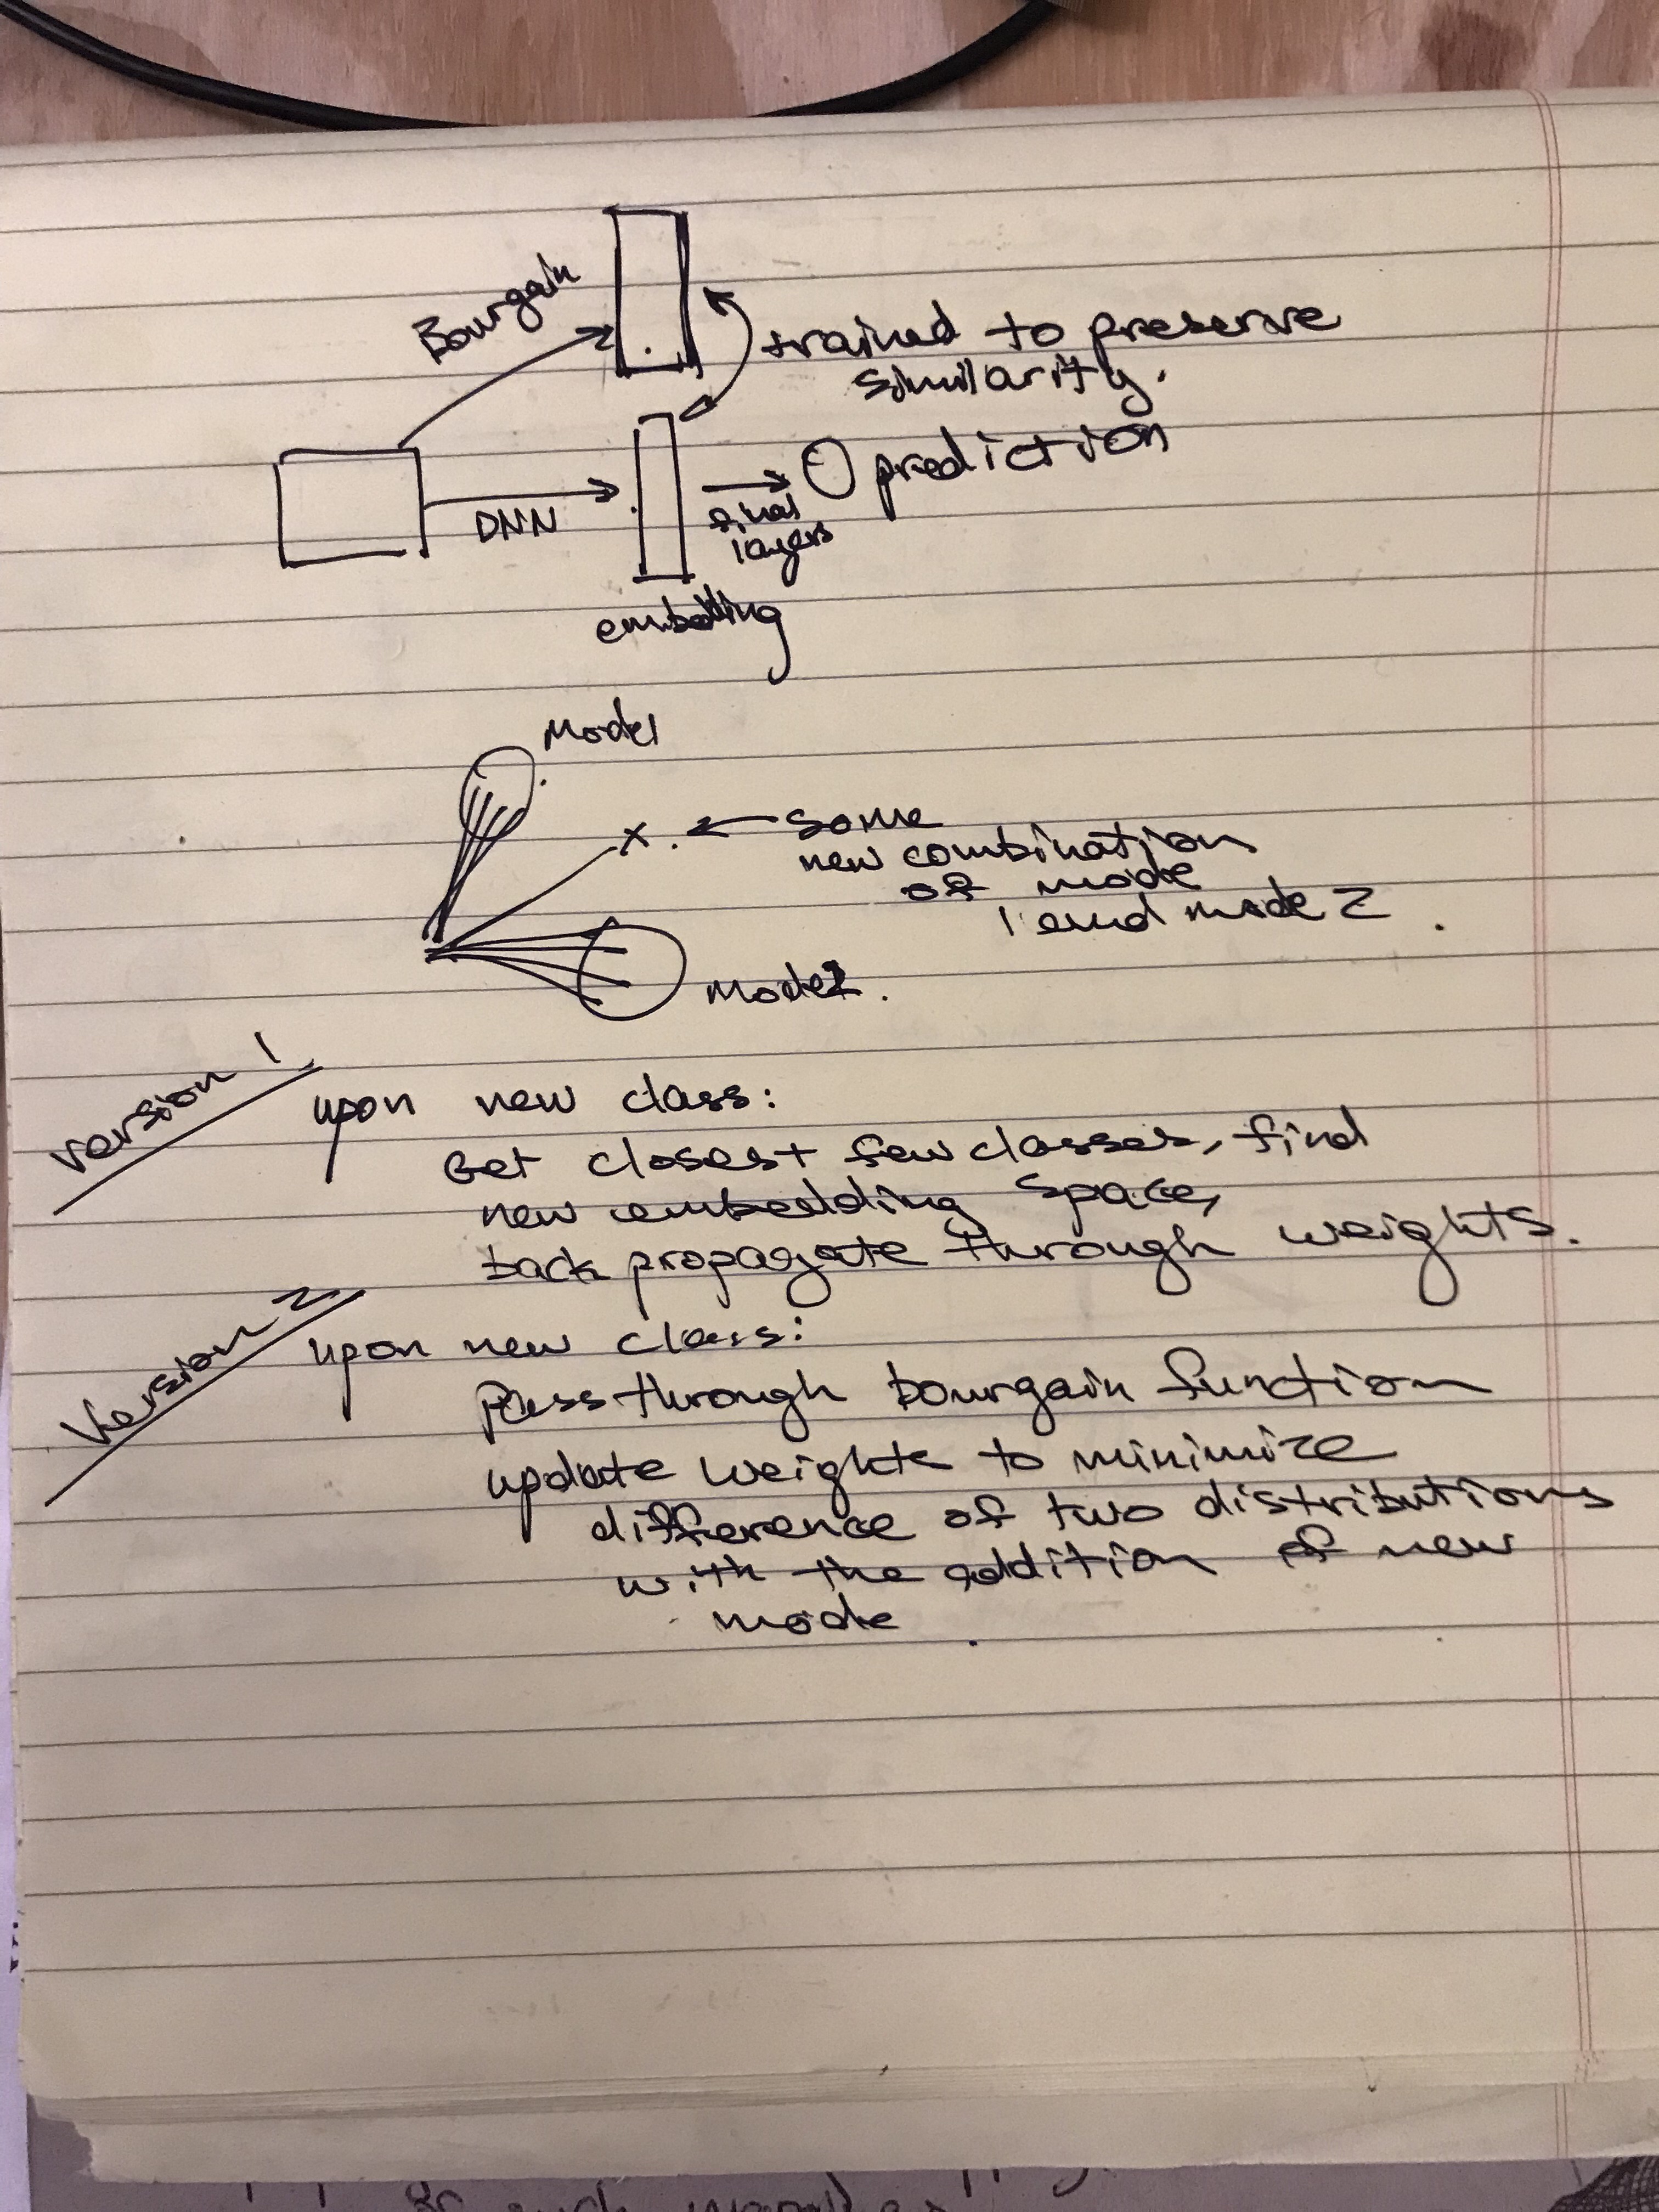 Bourgain
trained to preserve
similarity.
DNN
final
layers
prediction
embedding
Mode1
x. ← some
new combination
of mode
1 and mode 2
Mode2.
version 1
upon new class:
Get closest few classes, find
new embedding space,
back propagate through weights.
Version 2
upon new class:
Pass through bourgain function
update weights to minimize
difference of two distributions
with the addition of new
mode